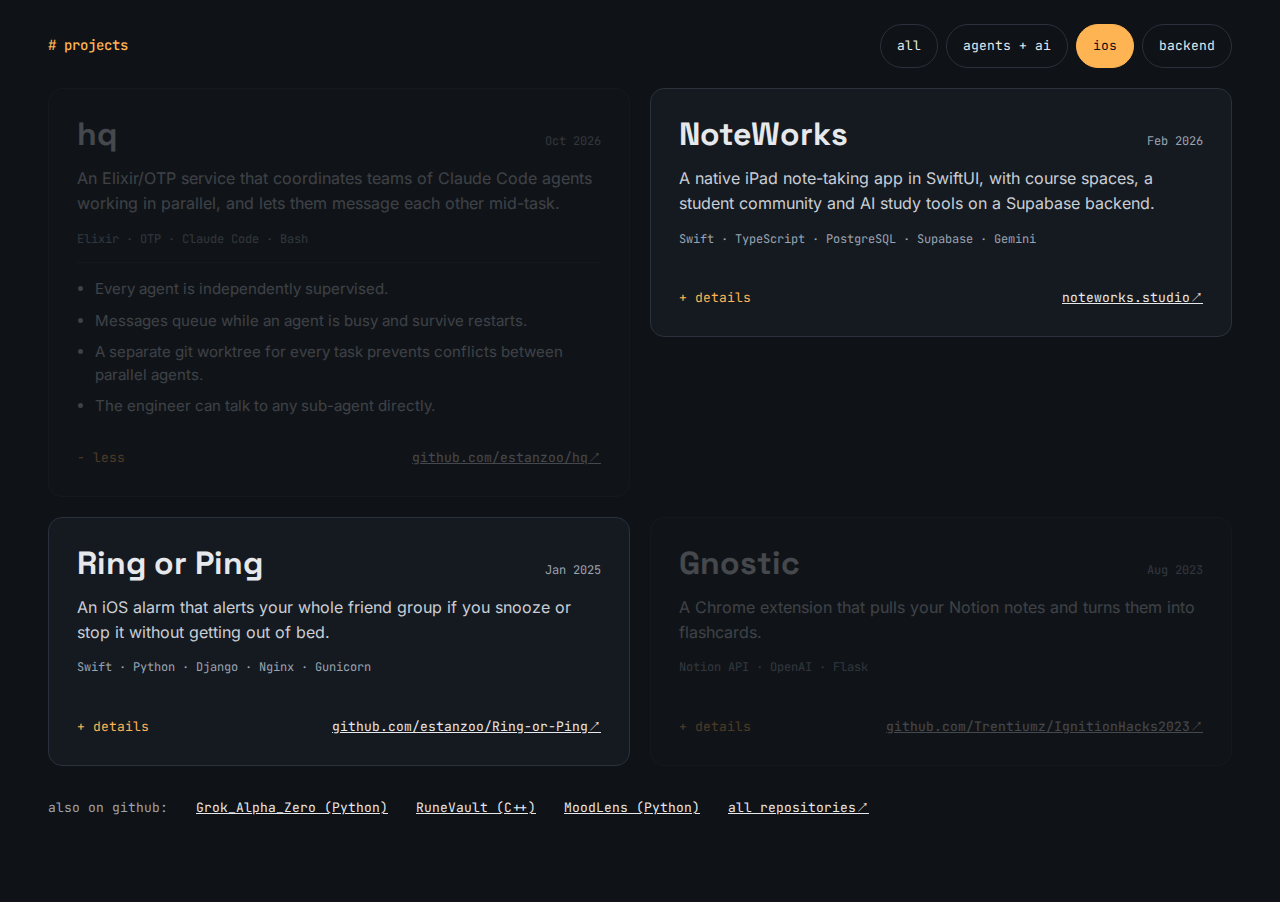 # projects
all
agents + ai
ios
backend
hq
Oct 2026
An Elixir/OTP service that coordinates teams of Claude Code agents
working in parallel, and lets them message each other mid-task.
Elixir · OTP · Claude Code · Bash
• Every agent is independently supervised.
• Messages queue while an agent is busy and survive restarts.
• A separate git worktree for every task prevents conflicts between
parallel agents.
• The engineer can talk to any sub-agent directly.
- less
github.com/estanzoo/hq↗
NoteWorks
Feb 2026
A native iPad note-taking app in SwiftUI, with course spaces, a
student community and AI study tools on a Supabase backend.
Swift · TypeScript · PostgreSQL · Supabase · Gemini
+ details
noteworks.studio↗
Ring or Ping
Jan 2025
An iOS alarm that alerts your whole friend group if you snooze or
stop it without getting out of bed.
Swift · Python · Django · Nginx · Gunicorn
+ details
github.com/estanzoo/Ring-or-Ping↗
Gnostic
Aug 2023
A Chrome extension that pulls your Notion notes and turns them into
flashcards.
Notion API · OpenAI · Flask
+ details
github.com/Trentiumz/IgnitionHacks2023↗
also on github:
Grok_Alpha_Zero (Python)
RuneVault (C++)
MoodLens (Python)
all repositories↗